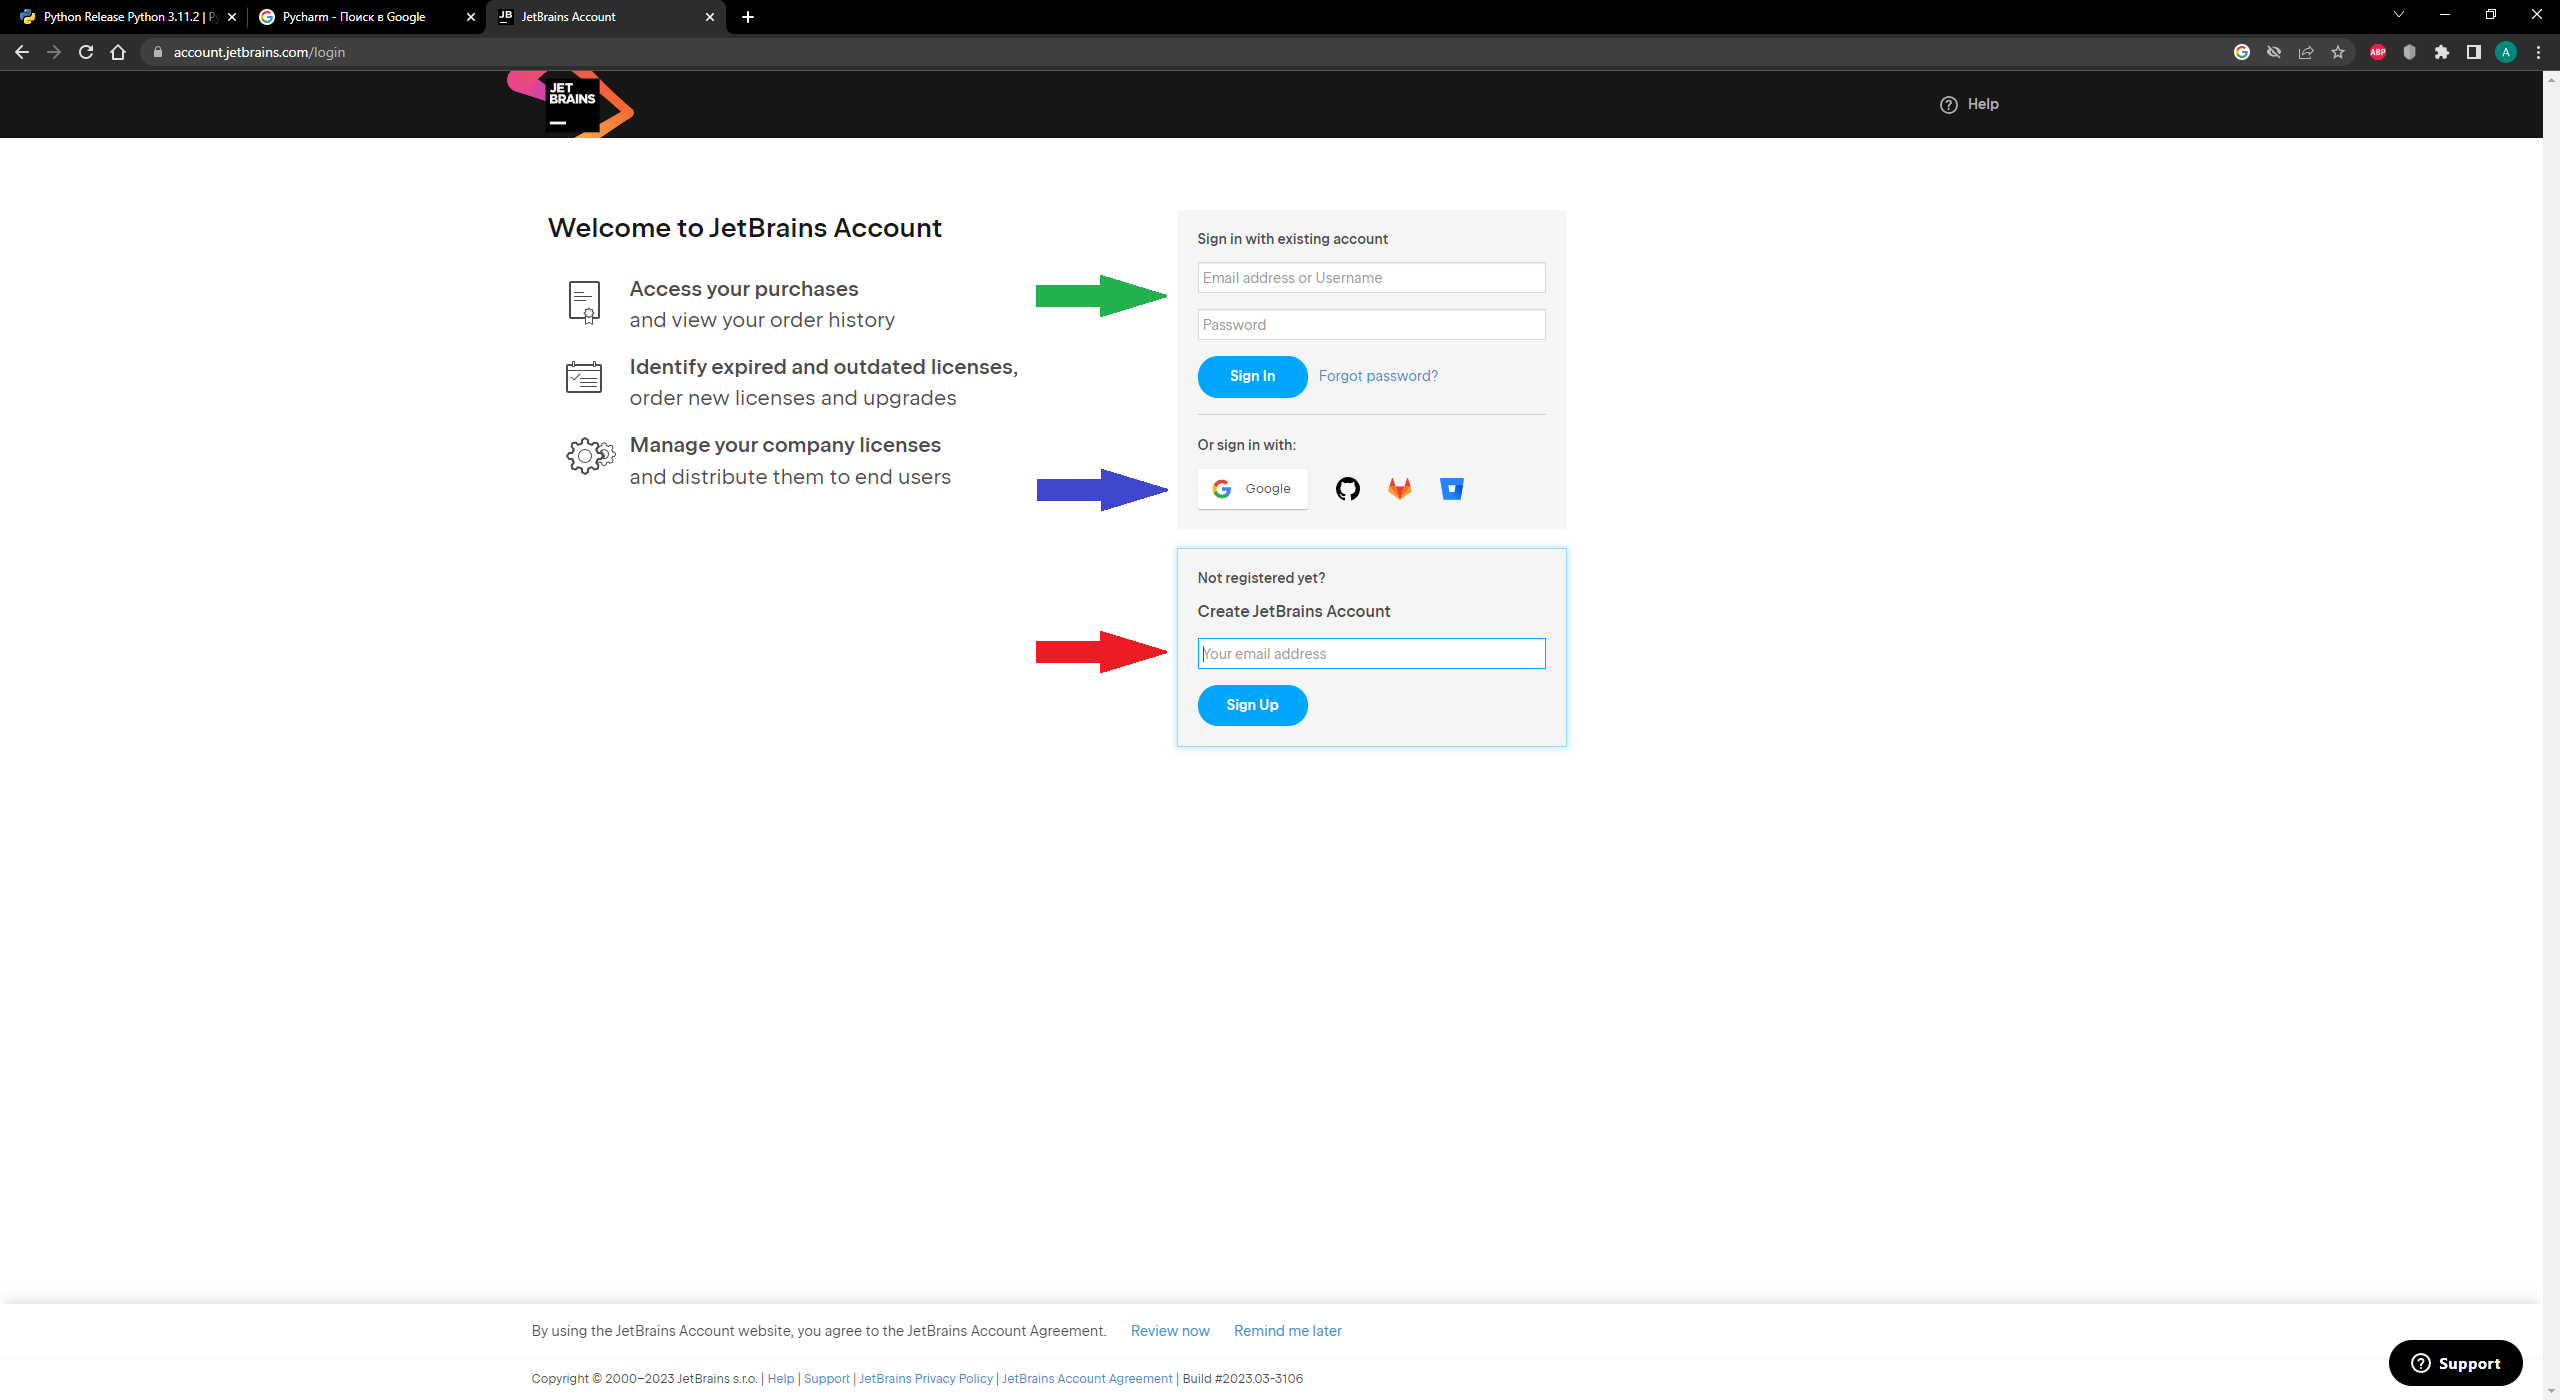 Python Release Python 3.11.2 | Py
Pycharm - Поиск в Google
JB JetBrains Account
account.jetbrains.com/login
ABP
A
JET
BRAINS
Help
Welcome to JetBrains Account
Access your purchases
and view your order history
Identify expired and outdated licenses,
order new licenses and upgrades
Manage your company licenses
and distribute them to end users
Sign in with existing account
Email address or Username
Password
Sign In Forgot password?
Or sign in with:
Google
Not registered yet?
Create JetBrains Account
Your email address
Sign Up
By using the JetBrains Account website, you agree to the JetBrains Account Agreement. Review now Remind me later
Copyright © 2000–2023 JetBrains s.r.o. | Help | Support | JetBrains Privacy Policy | JetBrains Account Agreement | Build #2023.03-3106
Support